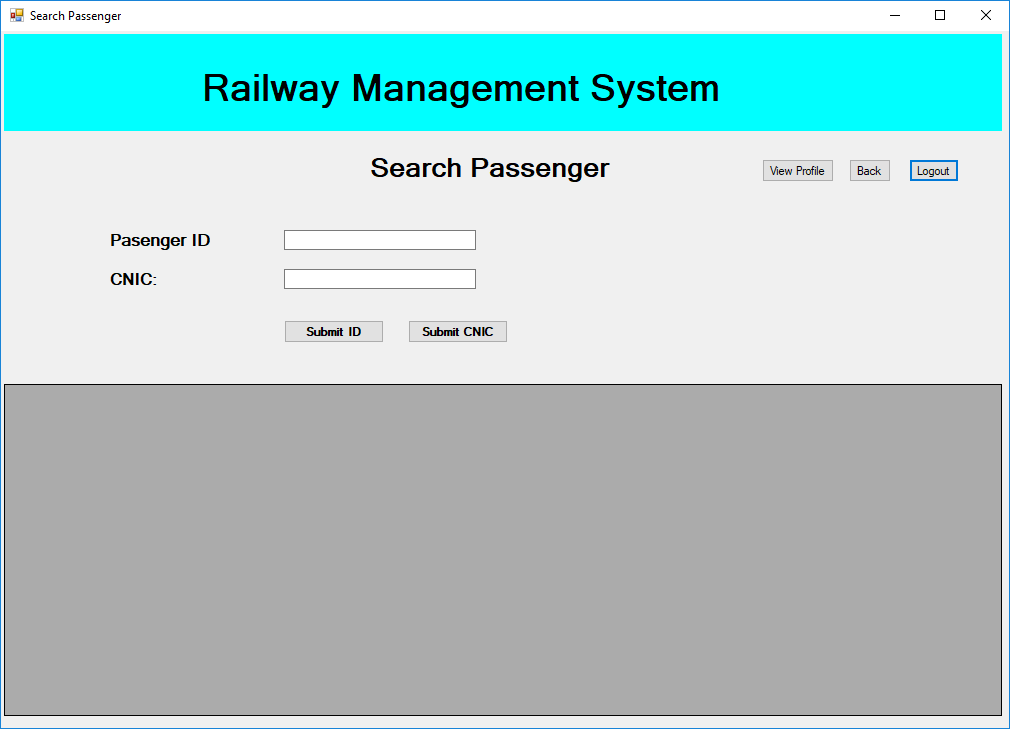 Search Passenger
Railway Management System
Search Passenger
View Profile
Back
Logout
Pasenger ID
CNIC:
Submit ID
Submit CNIC